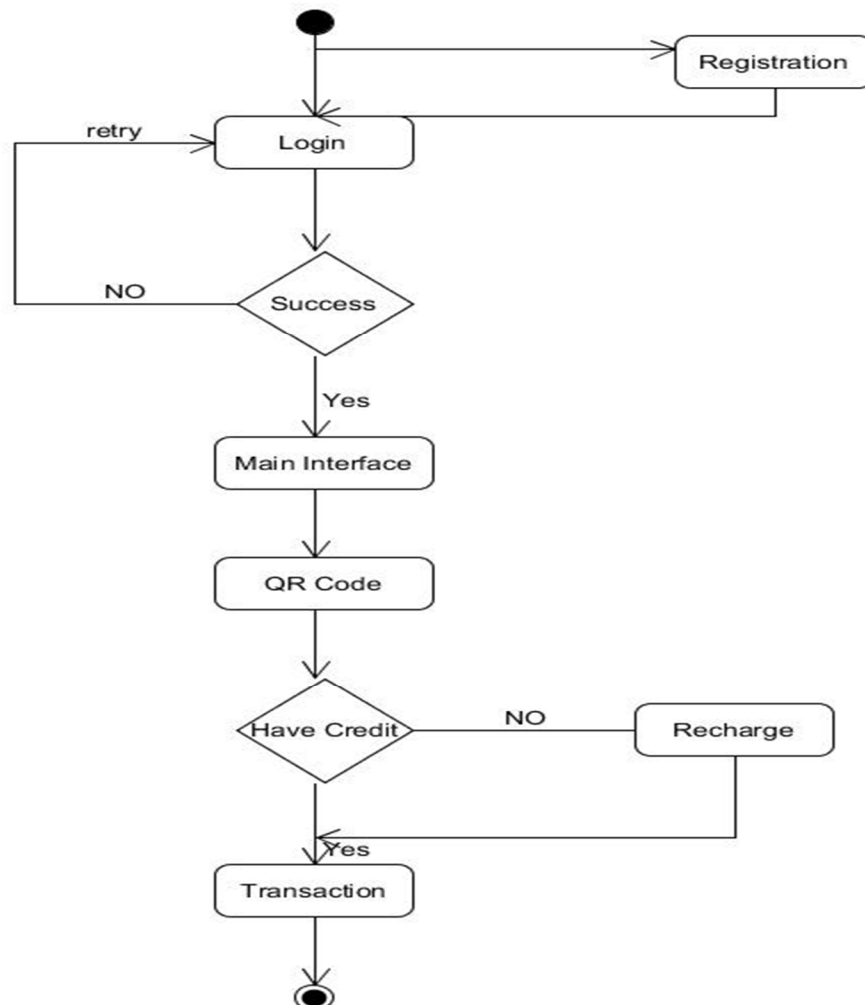 Registration
retry
Login
NO
Success
Yes
Main Interface
QR Code
NO
Have Credit
Recharge
Yes
Transaction